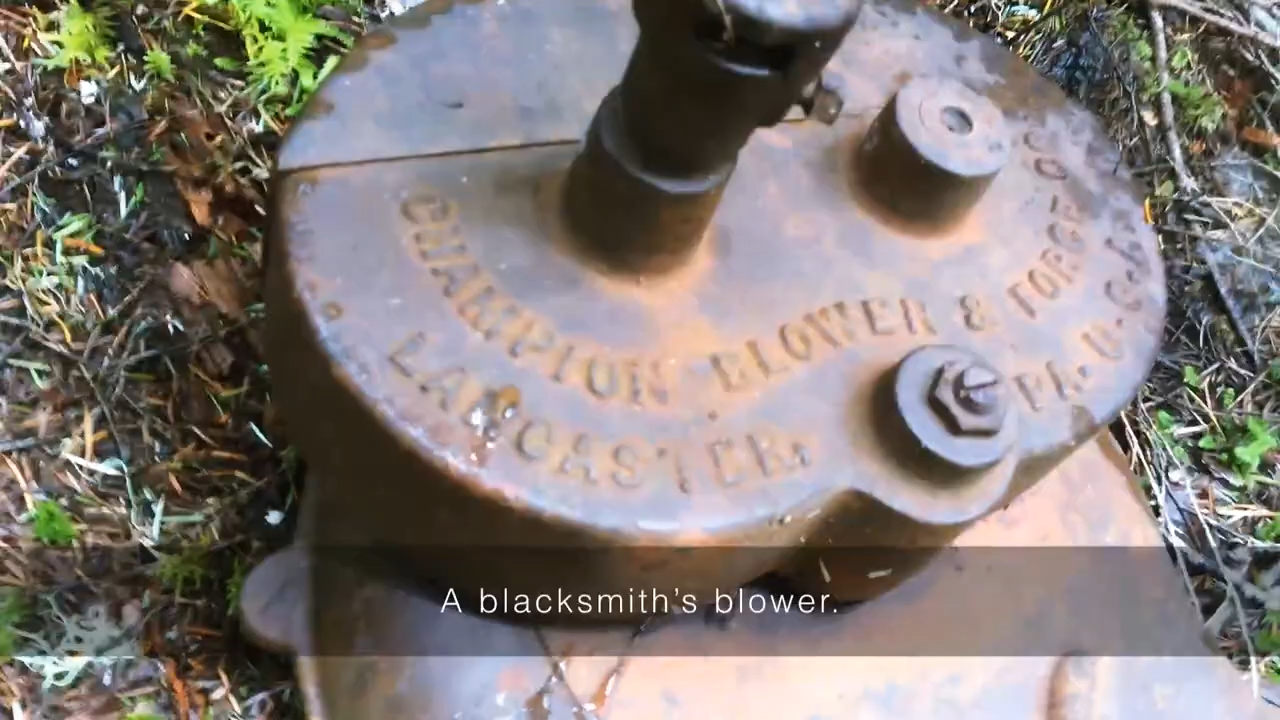 CHAMPION BLOWER & FORGE CO
LANCASTER, PA. U.S.A.
A blacksmith's blower.